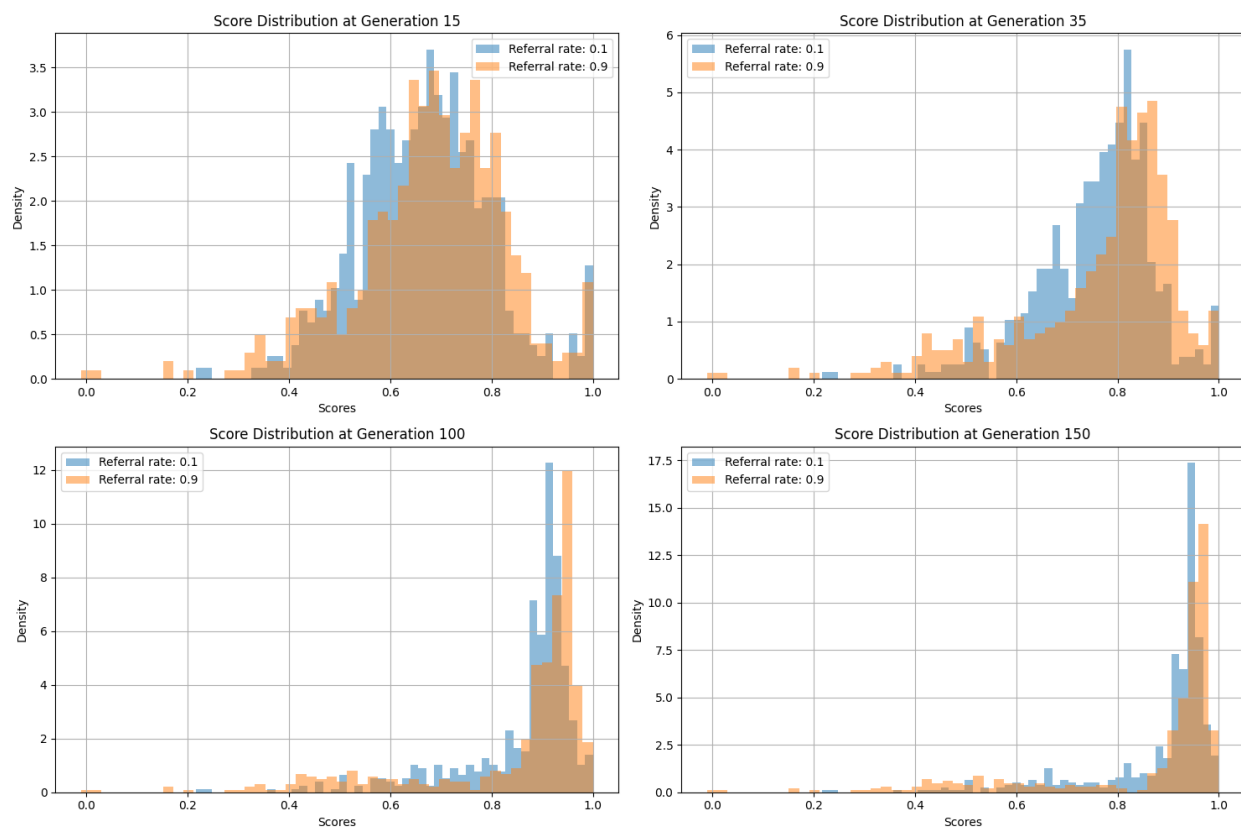 Score Distribution at Generation 15
Referral rate: 0.1
Referral rate: 0.9
Density
3.5
3.0
2.5
2.0
1.5
1.0
0.5
0.0
0.0 0.2 0.4 0.6 0.8 1.0
Scores
Score Distribution at Generation 35
Referral rate: 0.1
Referral rate: 0.9
Density
6
5
4
3
2
1
0
0.0 0.2 0.4 0.6 0.8 1.0
Scores
Score Distribution at Generation 100
Referral rate: 0.1
Referral rate: 0.9
Density
12
10
8
6
4
2
0
0.0 0.2 0.4 0.6 0.8 1.0
Scores
Score Distribution at Generation 150
Referral rate: 0.1
Referral rate: 0.9
Density
17.5
15.0
12.5
10.0
7.5
5.0
2.5
0.0
0.0 0.2 0.4 0.6 0.8 1.0
Scores